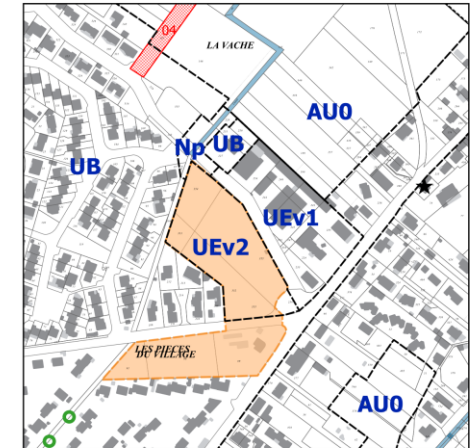 04
LA VACHE
AU0
Np
UB
UB
UEv1
UEv2
LES PIECES
DU VILLAGE
AU0